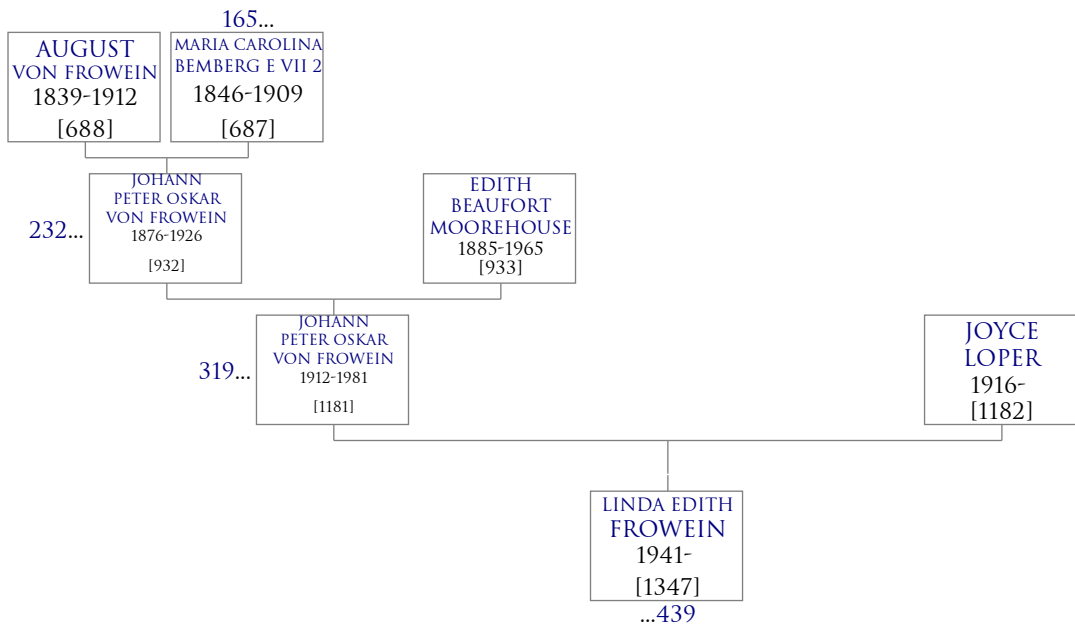 165...
AUGUST
VON FROWEIN
1839-1912
[688]
MARIA CAROLINA
BEMBERG E VII 2
1846-1909
[687]
232...
JOHANN
PETER OSKAR
VON FROWEIN
1876-1926
[932]
EDITH
BEAUFORT
MOOREHOUSE
1885-1965
[933]
319...
JOHANN
PETER OSKAR
VON FROWEIN
1912-1981
[1181]
JOYCE
LOPER
1916-
[1182]
LINDA EDITH
FROWEIN
1941-
[1347]
...439